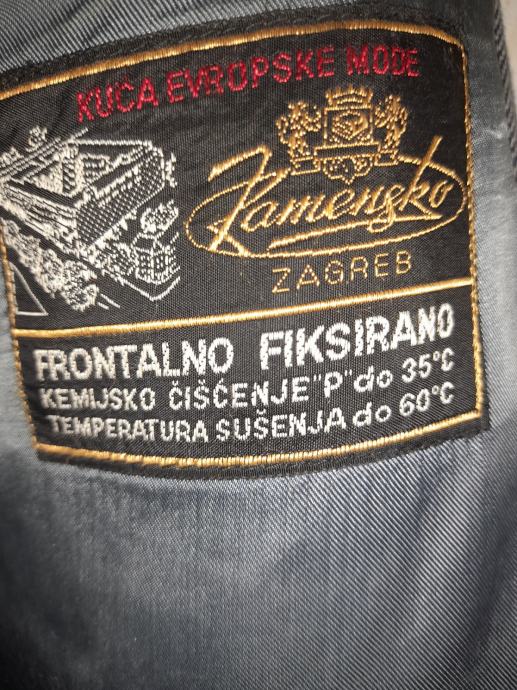 KUĆA EVROPSKE MODE
Kamensko
ZAGREB
FRONTALNO FIKSIRANO
KEMIJSKO ČIŠĆENJE "P" do 35°C
TEMPERATURA SUŠENJA do 60°C